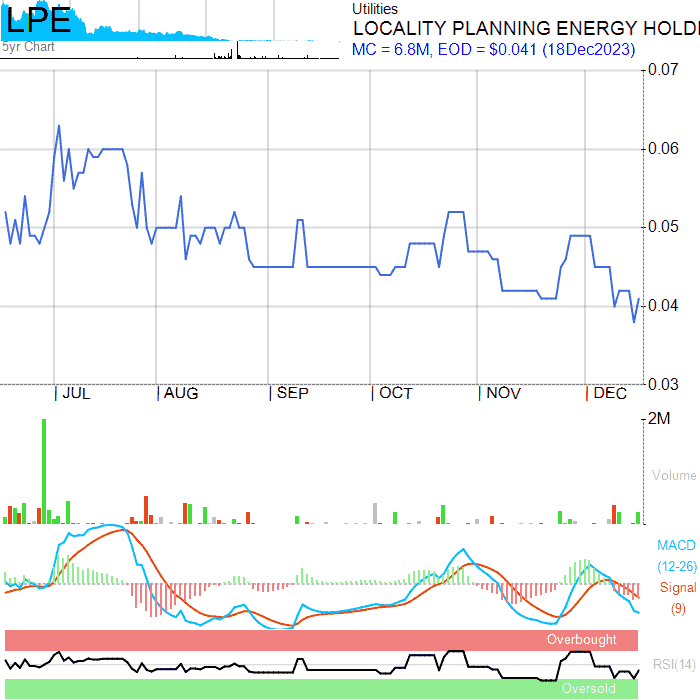 LPE
5yr Chart
Utilities
LOCALITY PLANNING ENERGY HOLDI
MC = 6.8M, EOD = $0.041 (18Dec2023)
0.07
0.06
0.05
0.04
0.03
JUL
AUG
SEP
OCT
NOV
DEC
2M
Volume
MACD
(12-26)
Signal
(9)
Overbought
RSI(14)
Oversold